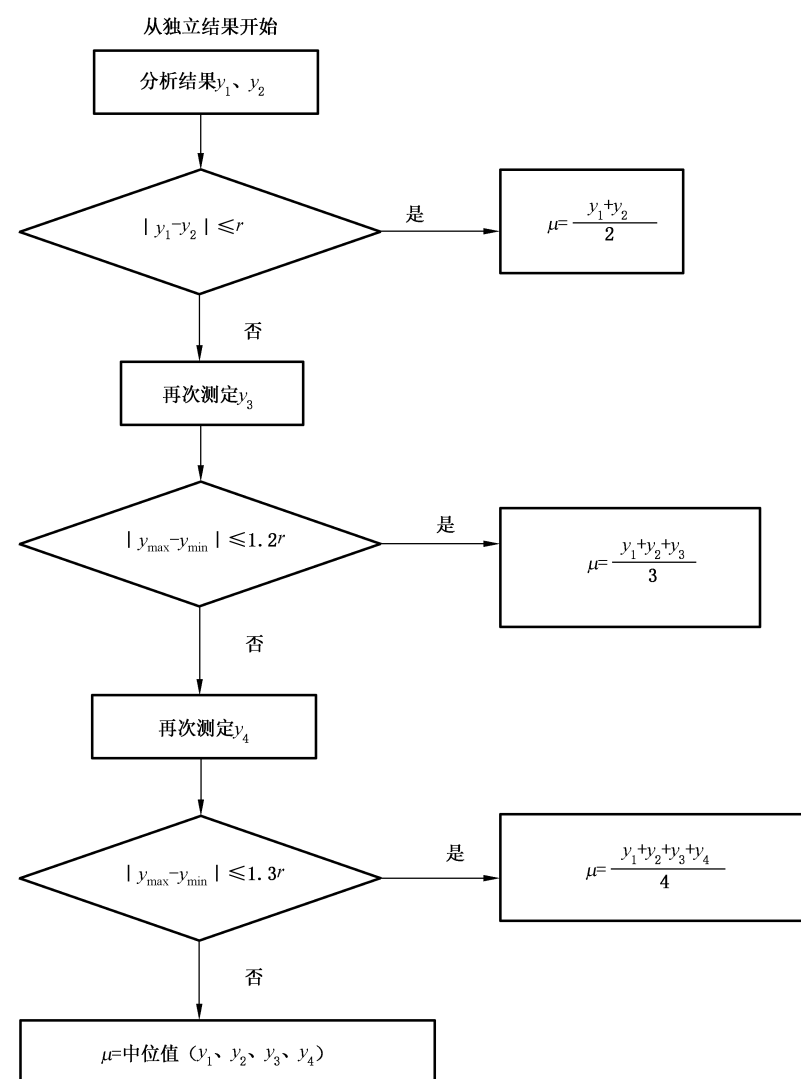 从独立结果开始
分析结果y₁、y₂
|y₁-y₂|≤r
是
μ=(y₁+y₂)/2
否
再次测定y₃
|ymax-ymin|≤1.2r
是
μ=(y₁+y₂+y₃)/3
否
再次测定y₄
|ymax-ymin|≤1.3r
是
μ=(y₁+y₂+y₃+y₄)/4
否
μ=中位值（y₁、y₂、y₃、y₄）